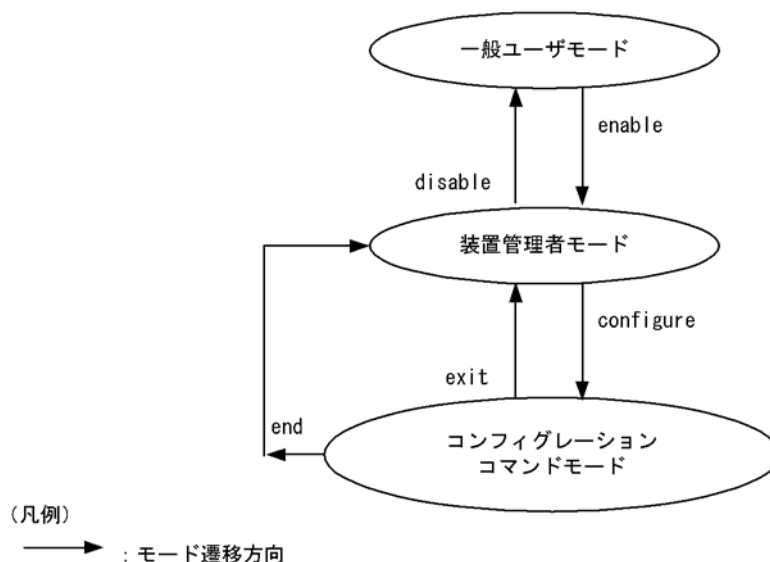 一般ユーザモード
enable
disable
装置管理者モード
configure
exit
end
コンフィグレーション
コマンドモード
(凡例)
:モード遷移方向